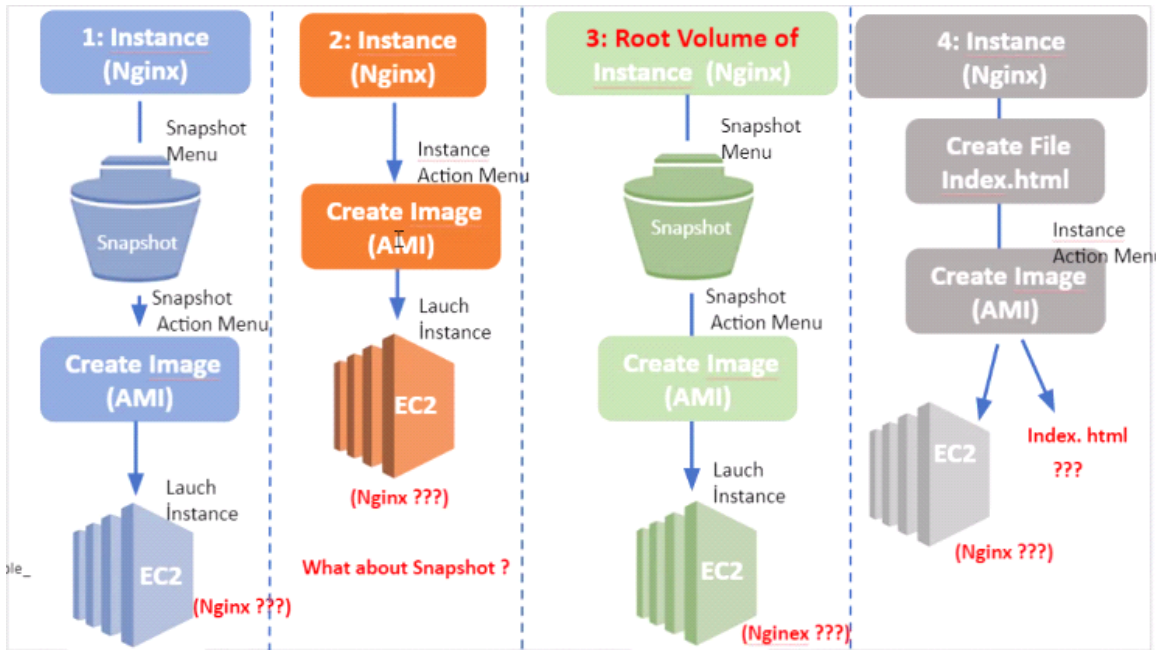 1: Instance
(Nginx)
Snapshot
Menu
Snapshot
Snapshot
Action Menu
Create Image
(AMI)
Lauch
İnstance
EC2
(Nginx ???)
2: Instance
(Nginx)
Instance
Action Menu
Create Image
(AMI)
Lauch
İnstance
EC2
(Nginx ???)
What about Snapshot ?
3: Root Volume of
Instance (Nginx)
Snapshot
Menu
Snapshot
Snapshot
Action Menu
Create Image
(AMI)
Lauch
İnstance
EC2
(Nginex ???)
4: Instance
(Nginx)
Create File
Index.html
Instance
Action Menu
Create Image
(AMI)
EC2
Index. html
???
(Nginx ???)